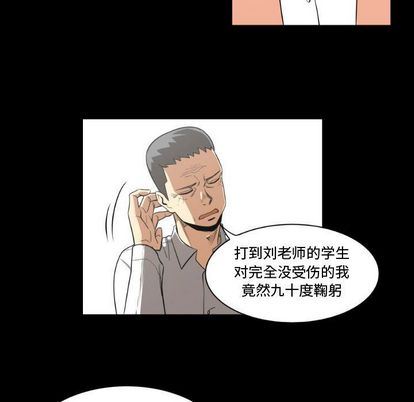 打到刘老师的学生
对完全没受伤的我
竟然九十度鞠躬